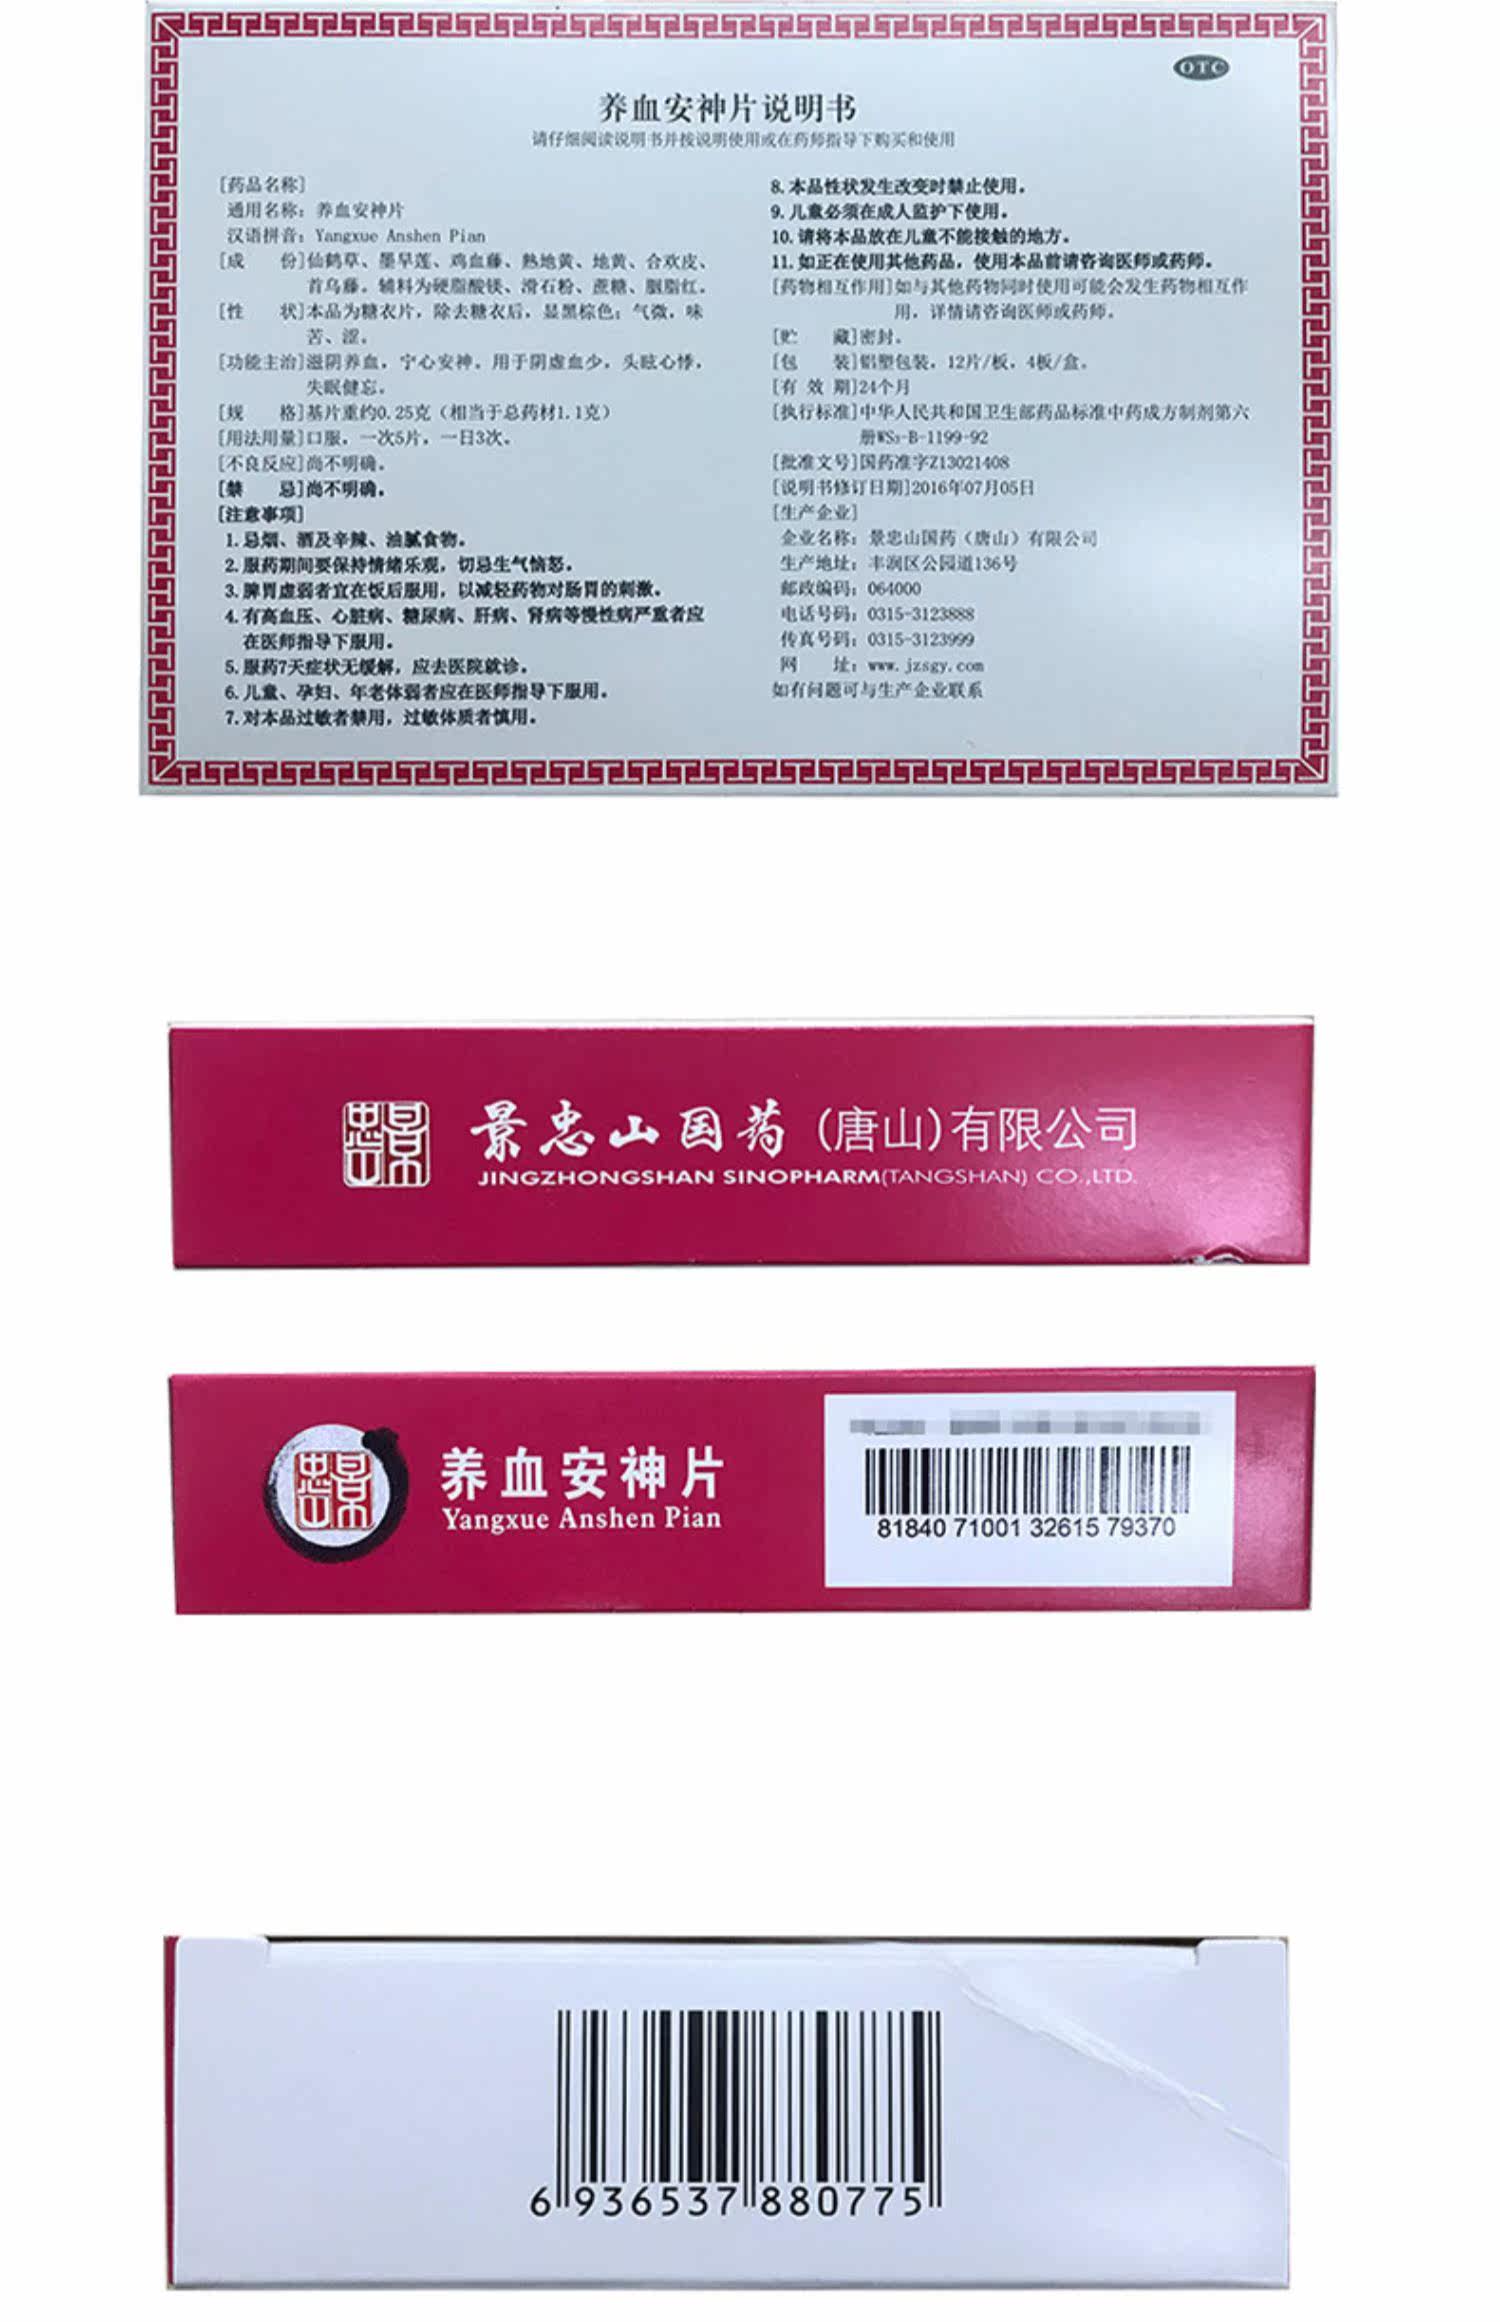 OTC
养血安神片说明书
请仔细阅读说明书并按说明使用或在药师指导下购买和使用
[药品名称]
通用名称：养血安神片
汉语拼音：Yangxue Anshen Pian
[成 份]仙鹤草、墨旱莲、鸡血藤、熟地黄、地黄、合欢皮、
首乌藤。辅料为硬脂酸镁、滑石粉、蔗糖、胭脂红。
[性 状]本品为糖衣片，除去糖衣后，显黑棕色；气微，味
苦、涩。
[功能主治]滋阴养血，宁心安神。用于阴虚血少，头眩心悸，
失眠健忘。
[规 格]基片重约0.25克（相当于总药材1.1克）
[用法用量]口服，一次5片，一日3次。
[不良反应]尚不明确。
[禁 忌]尚不明确。
[注意事项]
1.忌烟、酒及辛辣、油腻食物。
2.服药期间要保持情绪乐观，切忌生气恼怒。
3.脾胃虚弱者宜在饭后服用，以减轻药物对肠胃的刺激。
4.有高血压、心脏病、糖尿病、肝病、肾病等慢性病严重者应
在医师指导下服用。
5.服药7天症状无缓解，应去医院就诊。
6.儿童、孕妇、年老体弱者应在医师指导下服用。
7.对本品过敏者禁用，过敏体质者慎用。
8.本品性状发生改变时禁止使用。
9.儿童必须在成人监护下使用。
10.请将本品放在儿童不能接触的地方。
11.如正在使用其他药品，使用本品前请咨询医师或药师。
[药物相互作用]如与其他药物同时使用可能会发生药物相互作
用，详情请咨询医师或药师。
[贮 藏]密封。
[包 装]铝塑包装，12片/板，4板/盒。
[有 效 期]24个月
[执行标准]中华人民共和国卫生部药品标准中药成方制剂第六
册WS₃-B-1199-92
[批准文号]国药准字Z13021408
[说明书修订日期]2016年07月05日
[生产企业]
企业名称：景忠山国药（唐山）有限公司
生产地址：丰润区公园道136号
邮政编码：064000
电话号码：0315-3123888
传真号码：0315-3123999
网 址：www.jzsgy.com
如有问题可与生产企业联系
景忠山
景忠山国药（唐山）有限公司
JINGZHONGSHAN SINOPHARM(TANGSHAN) CO.,LTD.
景忠山
养血安神片
Yangxue Anshen Pian
81840 71001 32615 79370
6 936537 880775